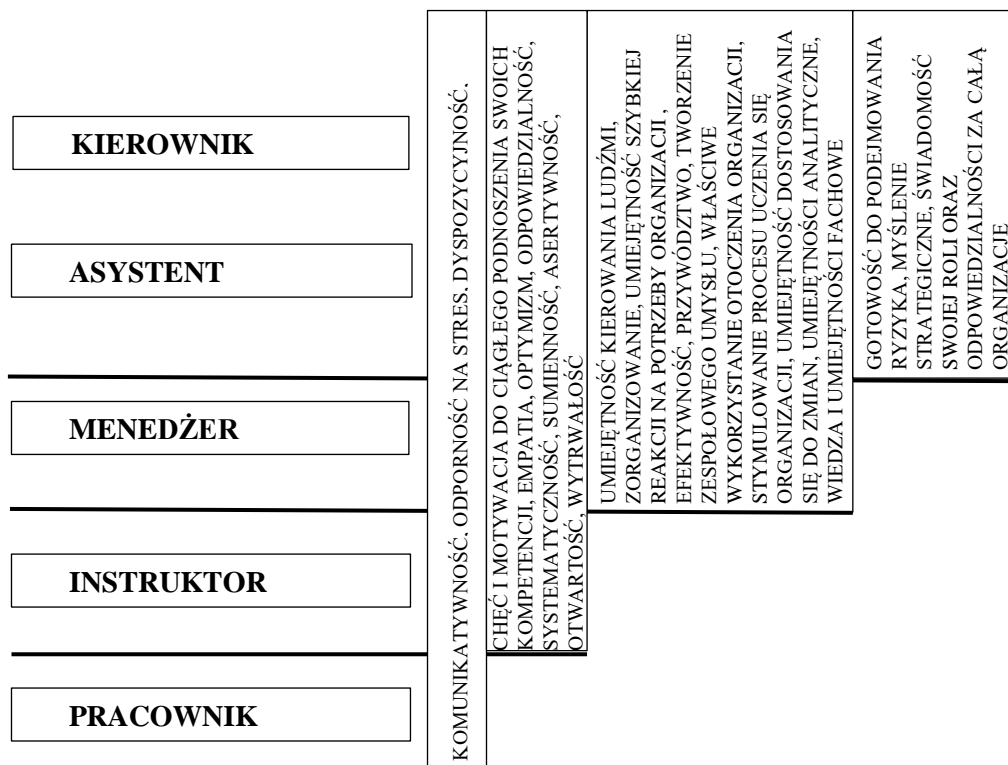 KIEROWNIK
ASYSTENT
MENEDŻER
INSTRUKTOR
PRACOWNIK
KOMUNIKATYWNOŚĆ. ODPORNOŚĆ NA STRES. DYSPOZYCYJNOŚĆ.
CHĘĆ I MOTYWACJA DO CIĄGŁEGO PODNOSZENIA SWOICH
KOMPETENCJI, EMPATIA, OPTYMIZM, ODPOWIEDZIALNOŚĆ,
SYSTEMATYCZNOŚĆ, SUMIENNOŚĆ, ASERTYWNOŚĆ,
OTWARTOŚĆ, WYTRWAŁOŚĆ
UMIEJĘTNOŚĆ KIEROWANIA LUDŹMI,
ZORGANIZOWANIE, UMIEJĘTNOŚĆ SZYBKIEJ
REAKCJI NA POTRZEBY ORGANIZACJI ,
EFEKTYWNOŚĆ, PRZYWÓDZTWO, TWORZENIE
ZESPOŁOWEGO UMYSŁU, WŁAŚCIWE
WYKORZYSTANIE OTOCZENIA ORGANIZACJI,
STYMULOWANIE PROCESU UCZENIA SIĘ
ORGANIZACJI, UMIEJĘTNOŚĆ DOSTOSOWANIA
SIĘ DO ZMIAN, UMIEJĘTNOŚCI ANALITYCZNE,
WIEDZA I UMIEJĘTNOŚCI FACHOWE
GOTOWOŚĆ DO PODEJMOWANIA
RYZYKA, MYŚLENIE
STRATEGICZNE, ŚWIADOMOŚĆ
SWOJEJ ROLI ORAZ
ODPOWIEDZIALNOŚCI ZA CAŁĄ
ORGANIZACJĘ